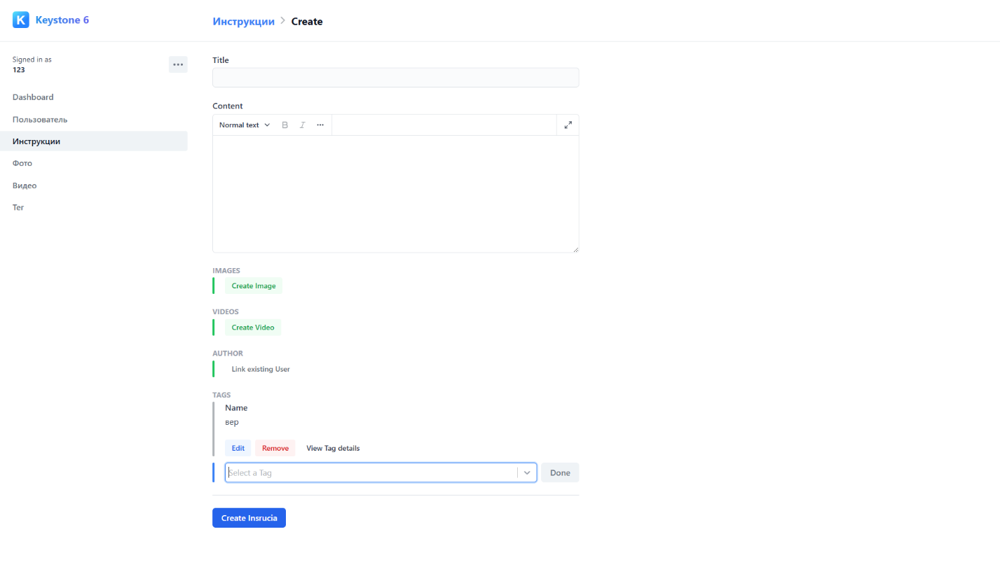 K Keystone 6
Инструкции > Create
Signed in as
123
Dashboard
Пользователь
Инструкции
Фото
Видео
Тег
Title
Content
Normal text B I
IMAGES
Create Image
VIDEOS
Create Video
AUTHOR
Link existing User
TAGS
Name
вер
Edit Remove View Tag details
Select a Tag Done
Create Insrucia